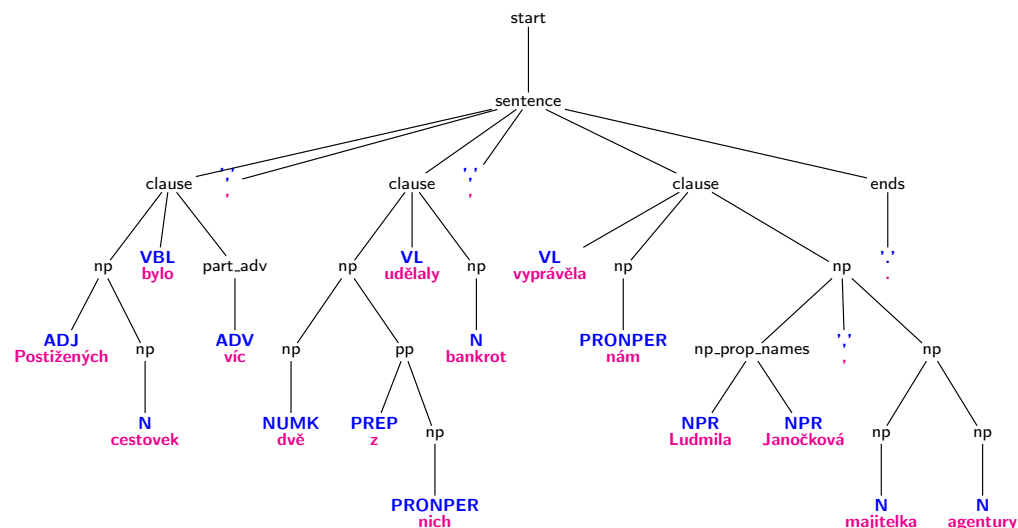 start
sentence
clause ',' clause ',' clause ends
, ,
np VBL part_adv np VL np VL np np '.'
bylo udělaly vyprávěla .
ADJ np ADV np pp N PRONPER np_prop_names ',' np
Postižených víc bankrot nám ,
N NUMK PREP np NPR NPR np np
cestovek dvě z Ludmila Janočková
PRONPER N N
nich majitelka agentury